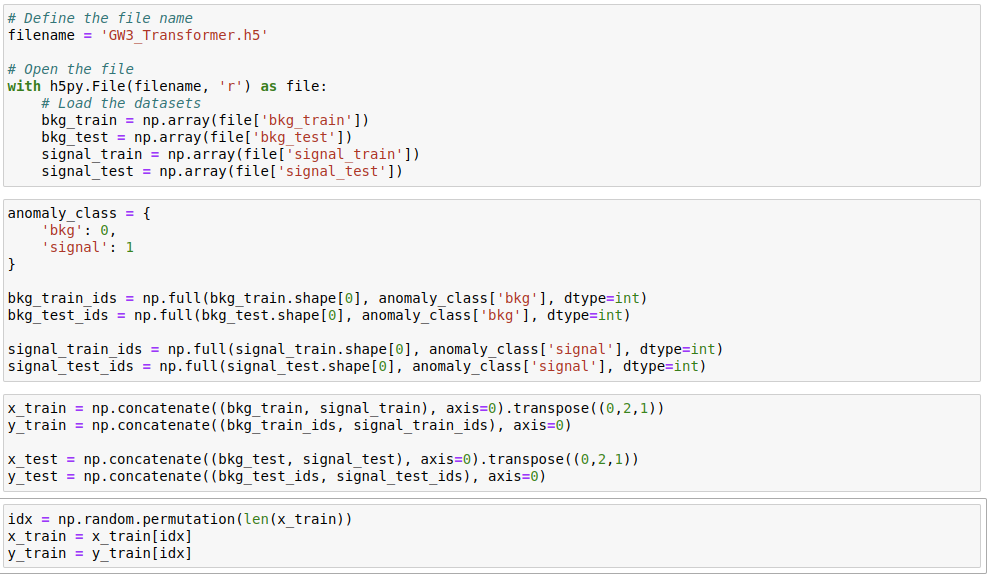 # Define the file name
filename = 'GW3_Transformer.h5'
# Open the file
with h5py.File(filename, 'r') as file:
    # Load the datasets
    bkg_train = np.array(file['bkg_train'])
    bkg_test = np.array(file['bkg_test'])
    signal_train = np.array(file['signal_train'])
    signal_test = np.array(file['signal_test'])
anomaly_class = {
    'bkg': 0,
    'signal': 1
}
bkg_train_ids = np.full(bkg_train.shape[0], anomaly_class['bkg'], dtype=int)
bkg_test_ids = np.full(bkg_test.shape[0], anomaly_class['bkg'], dtype=int)
signal_train_ids = np.full(signal_train.shape[0], anomaly_class['signal'], dtype=int)
signal_test_ids = np.full(signal_test.shape[0], anomaly_class['signal'], dtype=int)
x_train = np.concatenate((bkg_train, signal_train), axis=0).transpose((0,2,1))
y_train = np.concatenate((bkg_train_ids, signal_train_ids), axis=0)
x_test = np.concatenate((bkg_test, signal_test), axis=0).transpose((0,2,1))
y_test = np.concatenate((bkg_test_ids, signal_test_ids), axis=0)
idx = np.random.permutation(len(x_train))
x_train = x_train[idx]
y_train = y_train[idx]